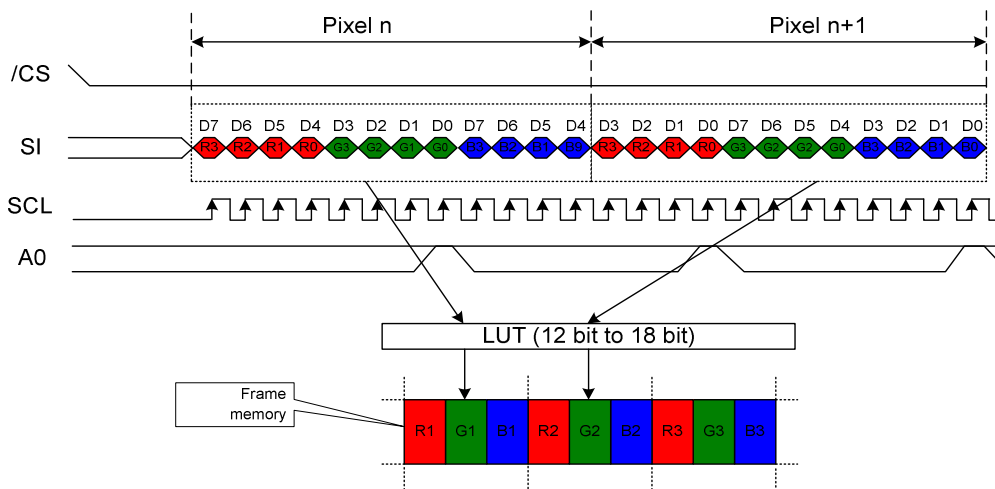 Pixel n Pixel n+1
/CS
D7 D6 D5 D4 D3 D2 D1 D0 D7 D6 D5 D4 D3 D2 D1 D0 D7 D6 D5 D4 D3 D2 D1 D0
SI R3 R2 R1 R0 G3 G2 G1 G0 B3 B2 B1 B0 R3 R2 R1 R0 G3 G2 G2 G0 B3 B2 B1 B0
SCL
A0
LUT (12 bit to 18 bit)
Frame
memory
R1 G1 B1 R2 G2 B2 R3 G3 B3